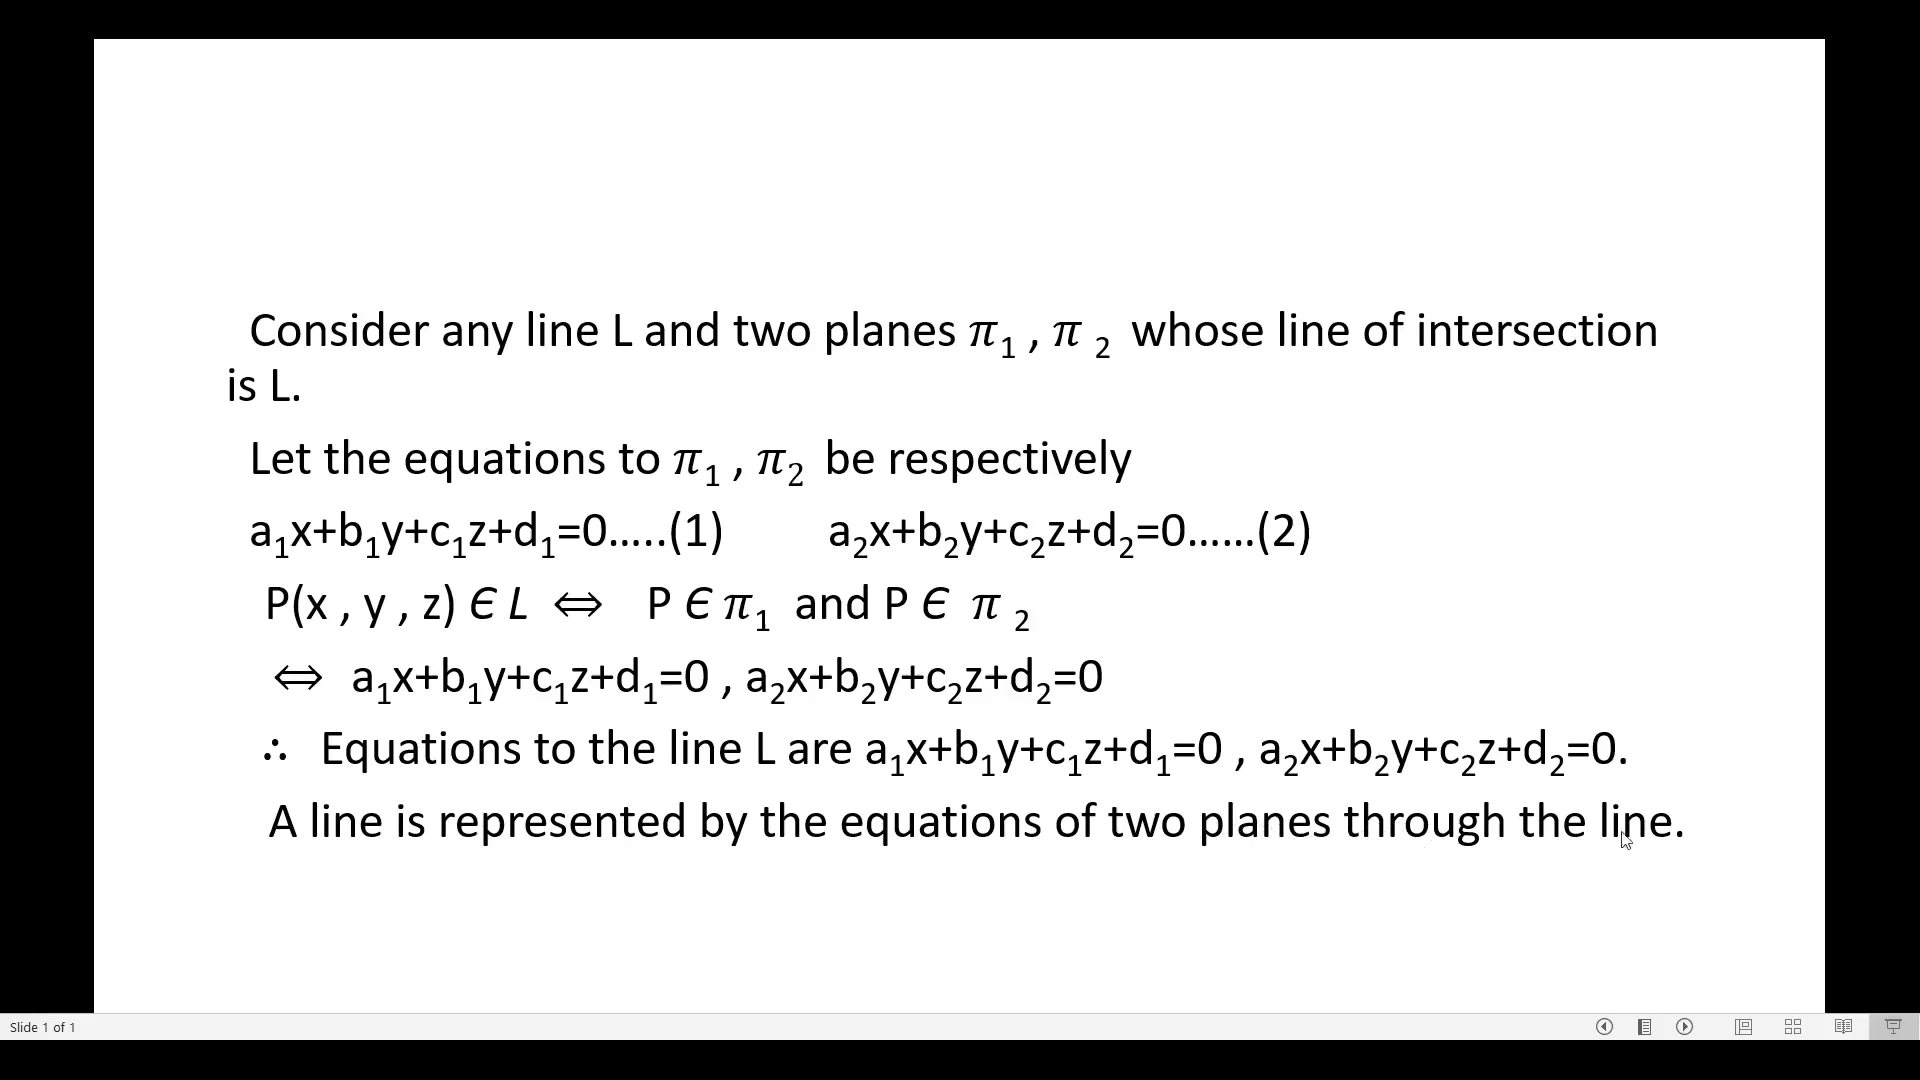 Consider any line L and two planes π₁ , π ₂ whose line of intersection
is L.
Let the equations to π₁ , π₂ be respectively
a₁x+b₁y+c₁z+d₁=0.....(1) a₂x+b₂y+c₂z+d₂=0......(2)
P(x , y , z) ϵ L ⇔ P ϵ π₁ and P ϵ π ₂
⇔ a₁x+b₁y+c₁z+d₁=0 , a₂x+b₂y+c₂z+d₂=0
∴ Equations to the line L are a₁x+b₁y+c₁z+d₁=0 , a₂x+b₂y+c₂z+d₂=0.
A line is represented by the equations of two planes through the line.
Slide 1 of 1